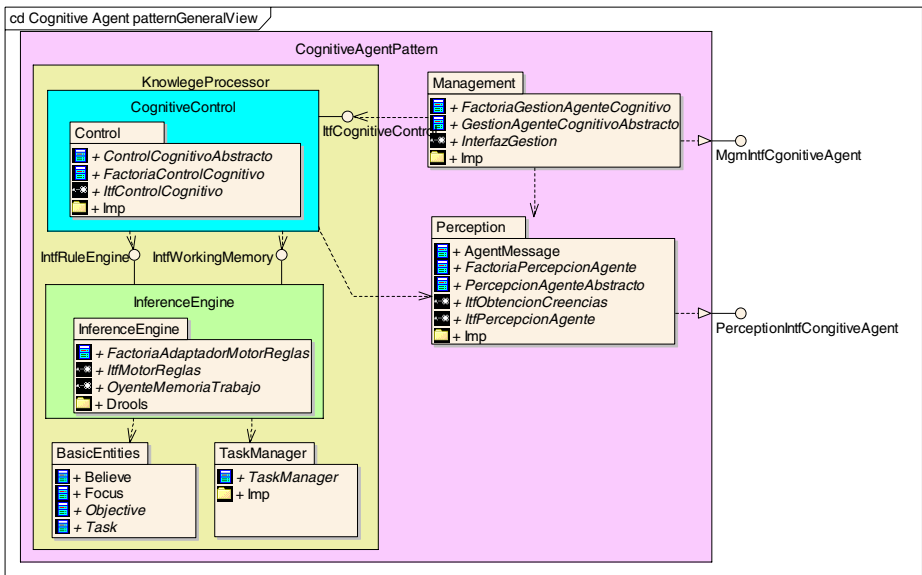 cd Cognitive Agent patternGeneralView
CognitiveAgentPattern
KnowlegeProcessor
CognitiveControl
Control
+ ControlCognitivoAbstracto
+ FactoriaControlCognitivo
+ ItfControlCognitivo
+ Imp
ItfCognitiveControl
Management
+ FactoriaGestionAgenteCognitivo
+ GestionAgenteCognitivoAbstracto
+ InterfazGestion
+ Imp
MgmIntfCgonitiveAgent
IntfRuleEngine
IntfWorkingMemory
Perception
+ AgentMessage
+ FactoriaPercepcionAgente
+ PercepcionAgenteAbstracto
+ ItfObtencionCreencias
+ ItfPercepcionAgente
+ Imp
PerceptionIntfCongitiveAgent
InferenceEngine
InferenceEngine
+ FactoriaAdaptadorMotorReglas
+ ItfMotorReglas
+ OyenteMemoriaTrabajo
+ Drools
BasicEntities
+ Believe
+ Focus
+ Objective
+ Task
TaskManager
+ TaskManager
+ Imp